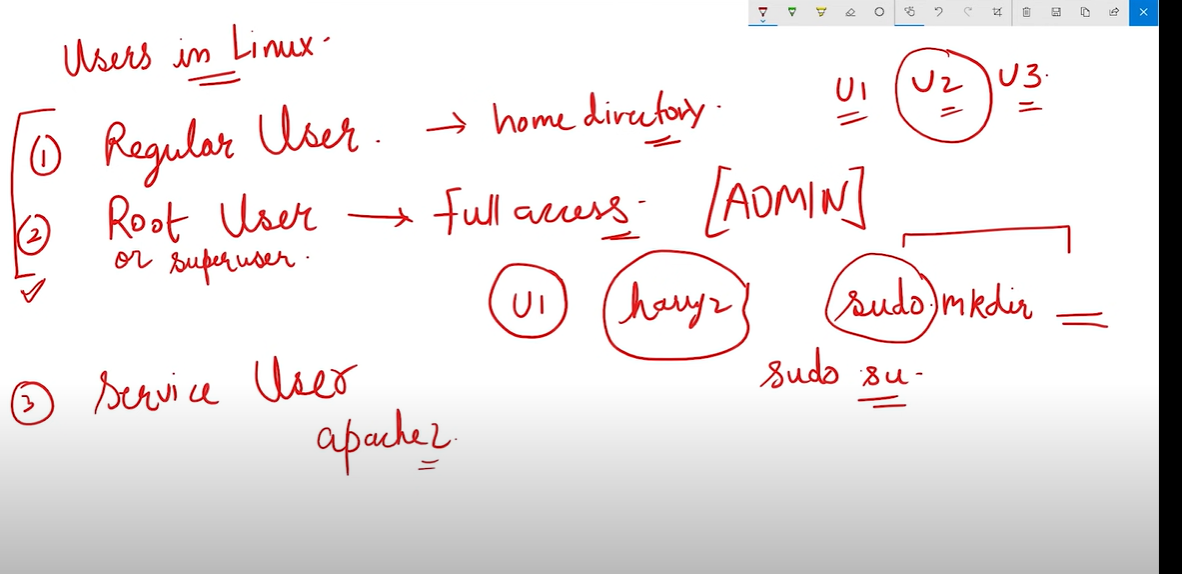 Users in Linux.
U1 U2 U3.
① Regular User. → home directory.
② Root User → full access. [ADMIN]
or superuser.
U1 harry2 sudo mkdir
sudo su -
③ Service User
apache2.